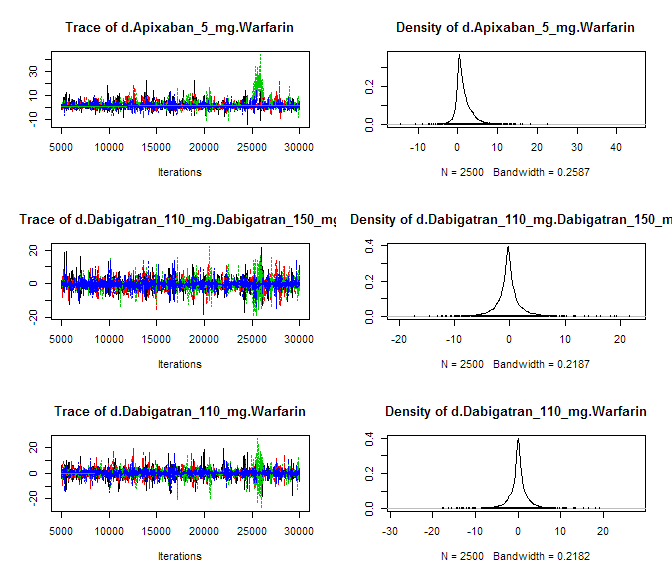 Trace of d.Apixaban_5_mg.Warfarin
-10 10 30
5000 10000 15000 20000 25000 30000
Iterations
Density of d.Apixaban_5_mg.Warfarin
0.0 0.2
-10 0 10 20 30 40
N = 2500 Bandwidth = 0.2587
Trace of d.Dabigatran_110_mg.Dabigatran_150_mg
-20 0 20
5000 10000 15000 20000 25000 30000
Iterations
Density of d.Dabigatran_110_mg.Dabigatran_150_m
0.0 0.2 0.4
-20 -10 0 10 20
N = 2500 Bandwidth = 0.2187
Trace of d.Dabigatran_110_mg.Warfarin
-20 0 20
5000 10000 15000 20000 25000 30000
Iterations
Density of d.Dabigatran_110_mg.Warfarin
0.0 0.2 0.4
-30 -20 -10 0 10 20
N = 2500 Bandwidth = 0.2182